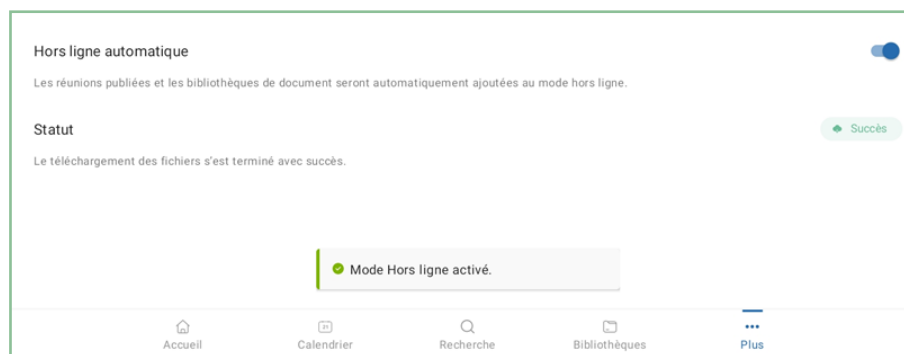 Hors ligne automatique
Les réunions publiées et les bibliothèques de document seront automatiquement ajoutées au mode hors ligne.
Statut
Succès
Le téléchargement des fichiers s'est terminé avec succès.
Mode Hors ligne activé.
Accueil
Calendrier
Recherche
Bibliothèques
Plus